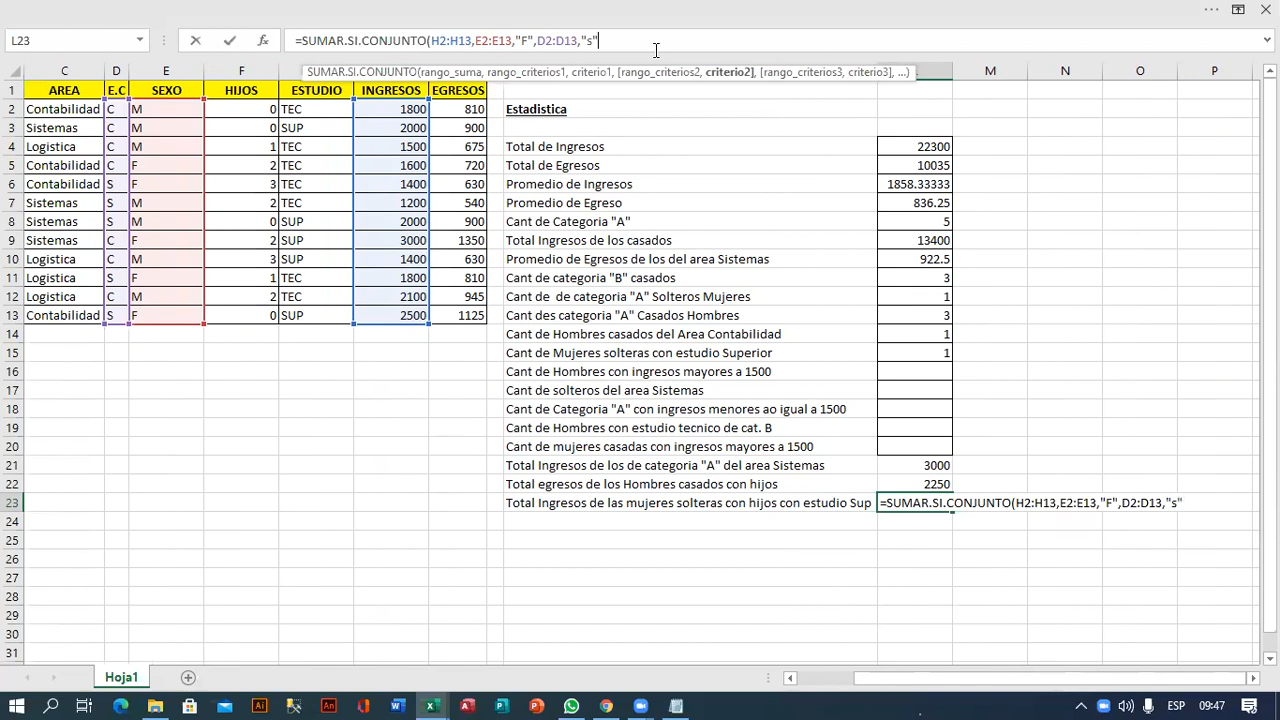 L23 =SUMAR.SI.CONJUNTO(H2:H13,E2:E13,"F",D2:D13,"s"
SUMAR.SI.CONJUNTO(rango_suma, rango_criterios1, criterio1, [rango_criterios2, criterio2], [rango_criterios3, criterio3], ...)
C D E F M N O P
1 AREA E.C SEXO HIJOS ESTUDIO INGRESOS EGRESOS
2 Contabilidad C M 0 TEC 1800 810 Estadistica
3 Sistemas C M 0 SUP 2000 900
4 Logistica C M 1 TEC 1500 675 Total de Ingresos 22300
5 Contabilidad C F 2 TEC 1600 720 Total de Egresos 10035
6 Contabilidad S F 3 TEC 1400 630 Promedio de Ingresos 1858.33333
7 Sistemas S M 2 TEC 1200 540 Promedio de Egreso 836.25
8 Sistemas S M 0 SUP 2000 900 Cant de Categoria "A" 5
9 Sistemas C F 2 SUP 3000 1350 Total Ingresos de los casados 13400
10 Logistica C M 3 SUP 1400 630 Promedio de Egresos de los del area Sistemas 922.5
11 Logistica S F 1 TEC 1800 810 Cant de categoria "B" casados 3
12 Logistica C M 2 TEC 2100 945 Cant de de categoria "A" Solteros Mujeres 1
13 Contabilidad S F 0 SUP 2500 1125 Cant des categoria "A" Casados Hombres 3
14 Cant de Hombres casados del Area Contabilidad 1
15 Cant de Mujeres solteras con estudio Superior 1
16 Cant de Hombres con ingresos mayores a 1500
17 Cant de solteros del area Sistemas
18 Cant de Categoria "A" con ingresos menores ao igual a 1500
19 Cant de Hombres con estudio tecnico de cat. B
20 Cant de mujeres casadas con ingresos mayores a 1500
21 Total Ingresos de los de categoria "A" del area Sistemas 3000
22 Total egresos de los Hombres casados con hijos 2250
23 Total Ingresos de las mujeres solteras con hijos con estudio Sup =SUMAR.SI.CONJUNTO(H2:H13,E2:E13,"F",D2:D13,"s"
24
25
26
27
28
29
30
31
Hoja1
ESP 09:47